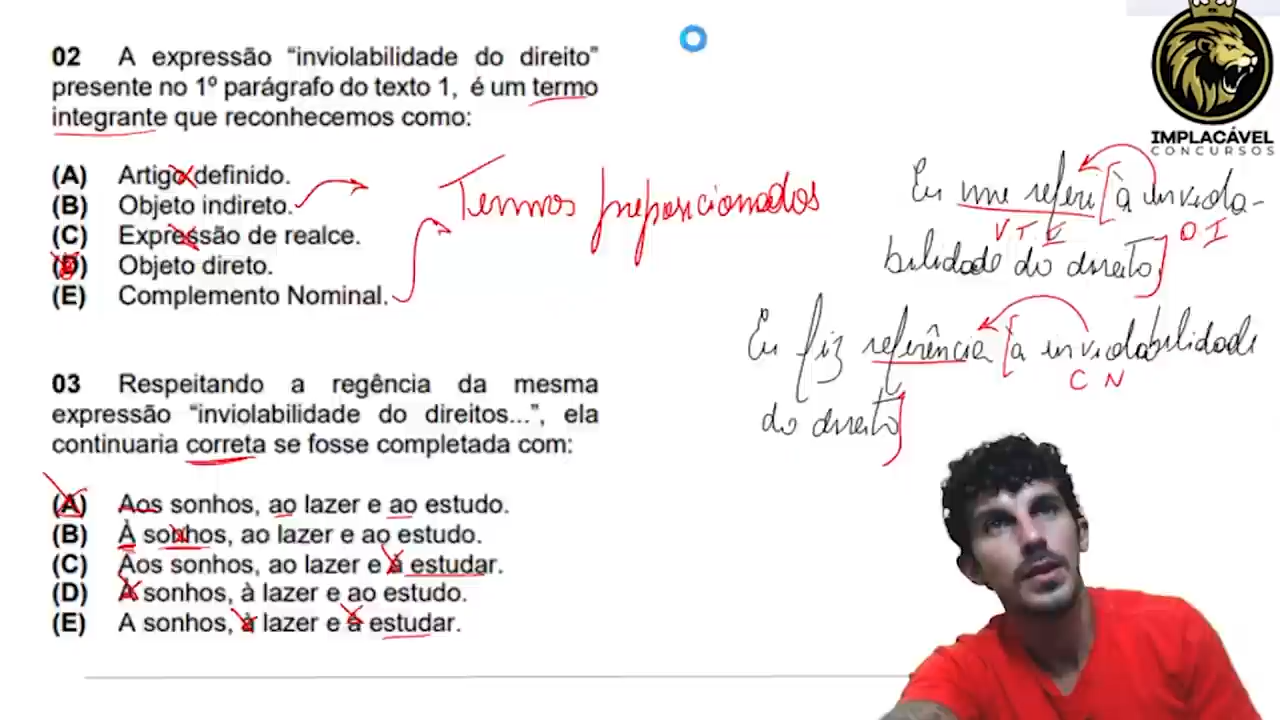 02 A expressão “inviolabilidade do direito”
presente no 1º parágrafo do texto 1, é um termo
integrante que reconhecemos como:
(A) Artigo definido.
(B) Objeto indireto.
(C) Expressão de realce.
(D) Objeto direto.
(E) Complemento Nominal.
Termos preposicionados
03 Respeitando a regência da mesma
expressão “inviolabilidade do direitos...”, ela
continuaria correta se fosse completada com:
(A) Aos sonhos, ao lazer e ao estudo.
(B) À sonhos, ao lazer e ao estudo.
(C) Aos sonhos, ao lazer e à estudar.
(D) À sonhos, à lazer e ao estudo.
(E) A sonhos, à lazer e à estudar.
IMPLACÁVEL
CONCURSOS
Eu me referi [à inviola-
VTI OI
bilidade do direito]
Eu fiz referência [à inviolabilidade
CN
do direito]